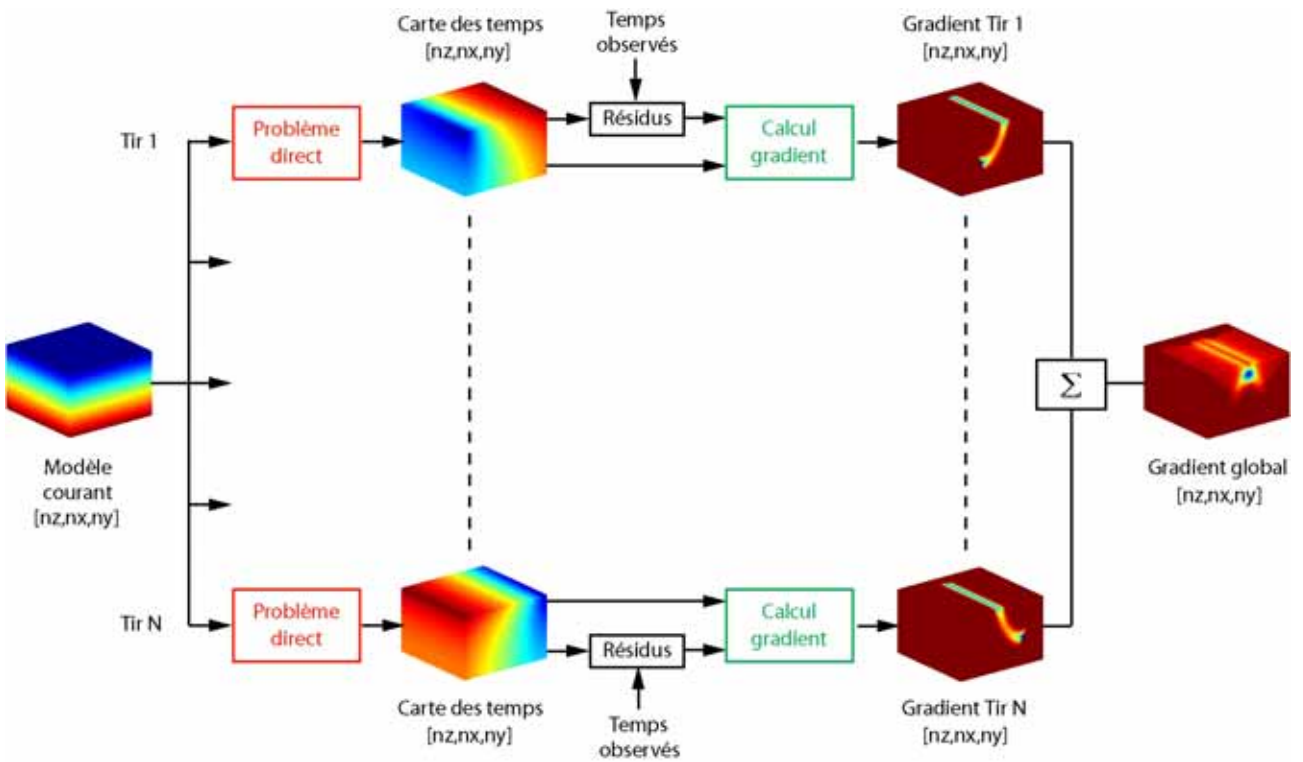 Carte des temps
[nz,nx,ny]
Temps
observés
Gradient Tir 1
[nz,nx,ny]
Tir 1
Problème
direct
Résidus
Calcul
gradient
Modèle
courant
[nz,nx,ny]
Σ
Gradient global
[nz,nx,ny]
Tir N
Problème
direct
Résidus
Calcul
gradient
Carte des temps
[nz,nx,ny]
Temps
observés
Gradient Tir N
[nz,nx,ny]